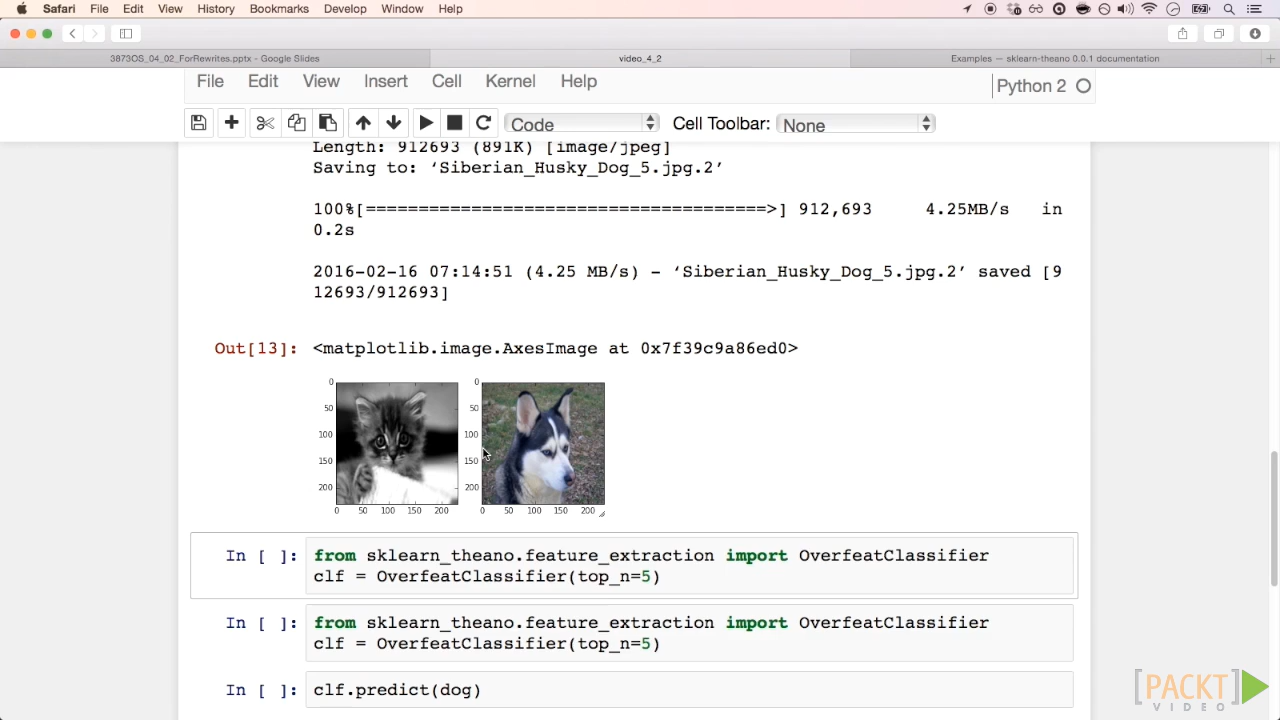 Safari File Edit View History Bookmarks Develop Window Help
3873OS_04_02_ForRewrites.pptx - Google Slides
video_4_2
Examples — sklearn-theano 0.0.1 documentation
File Edit View Insert Cell Kernel Help
Python 2
Code
Cell Toolbar: None
Length: 912693 (891K) [image/jpeg]
Saving to: ‘Siberian_Husky_Dog_5.jpg.2’
100%[======================================>] 912,693 4.25MB/s in
0.2s
2016-02-16 07:14:51 (4.25 MB/s) - ‘Siberian_Husky_Dog_5.jpg.2’ saved [9
12693/912693]
Out[13]: <matplotlib.image.AxesImage at 0x7f39c9a86ed0>
0
50
100
150
200
0 50 100 150 200
0
50
100
150
200
0 50 100 150 200
In [ ]: from sklearn_theano.feature_extraction import OverfeatClassifier
clf = OverfeatClassifier(top_n=5)
In [ ]: from sklearn_theano.feature_extraction import OverfeatClassifier
clf = OverfeatClassifier(top_n=5)
In [ ]: clf.predict(dog)
[PACKT]
VIDEO